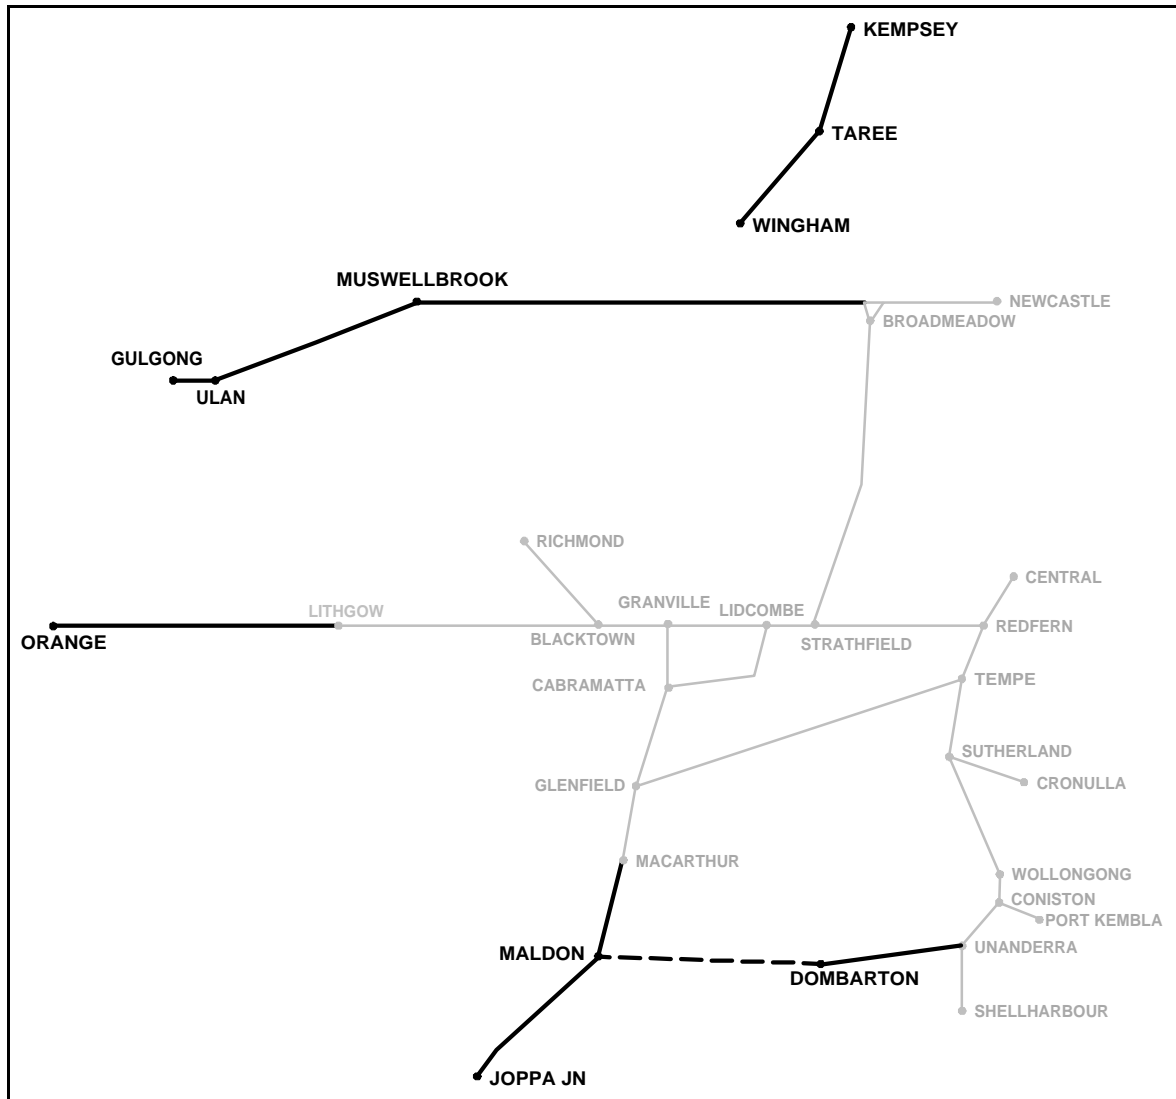 KEMPSEY
TAREE
WINGHAM
MUSWELLBROOK
NEWCASTLE
BROADMEADOW
GULGONG
ULAN
RICHMOND
CENTRAL
LITHGOW
GRANVILLE
LIDCOMBE
ORANGE
BLACKTOWN
STRATHFIELD
REDFERN
CABRAMATTA
TEMPE
SUTHERLAND
GLENFIELD
CRONULLA
MACARTHUR
WOLLONGONG
CONISTON
PORT KEMBLA
MALDON
UNANDERRA
DOMBARTON
SHELLHARBOUR
JOPPA JN